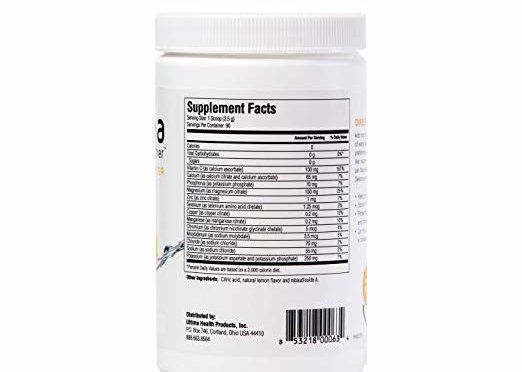 Supplement Facts
Serving Size: 1 Scoop (3.5 g)
Servings Per Container: 90
Amount Per Serving % Daily Value
Calories 0
Total Carbohydrates 0 g 0%*
Sugars 0 g
Vitamin C (as calcium ascorbate) 100 mg 167%
Calcium (as calcium citrate and calcium ascorbate) 65 mg 7%
Phosphorus (as potassium phosphate) 70 mg 7%
Magnesium (as magnesium citrate) 100 mg 25%
Zinc (as zinc citrate) 1 mg 7%
Selenium (as selenium amino acid chelate) 1.25 mcg 2%
Copper (as copper citrate) 0.2 mg 10%
Manganese (as manganese citrate) 0.2 mg 10%
Chromium (as chromium nicotinate glycinate chelate) 5 mcg 4%
Molybdenum (as sodium molybdate) 3.5 mcg 5%
Chloride (as sodium chloride) 78 mg 2%
Sodium (as sodium chloride) 55 mg 2%
Potassium (as potassium aspartate and potassium phosphate) 250 mg 7%
*Percent Daily Values are based on a 2,000 calorie diet.
Other Ingredients: Citric acid, natural lemon flavor and rebaudioside A.
Distributed by:
Ultima Health Products, Inc.
P.O. Box 746, Cortland, Ohio USA 44410
888.663.8584
8 53218 00063 4